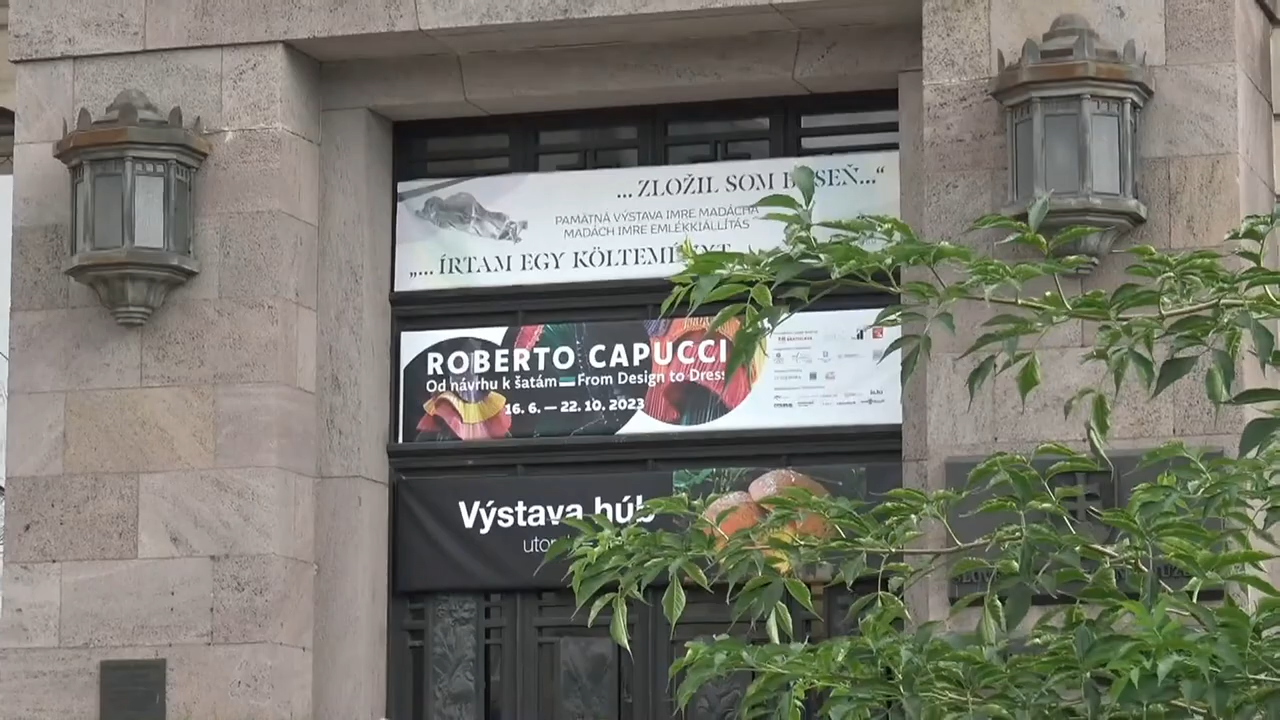 ...ZLOŽIL SOM BÁSEŇ..."
PAMÄTNÁ VÝSTAVA IMRE MADÁCHA
MADÁCH IMRE EMLÉKKIÁLLÍTÁS
„... ÍRTAM EGY KÖLTEMÉNYT
ROBERTO CAPUCCI
Od návrhu k šatám From Design to Dress
16. 6. — 22. 10. 2023
Výstava húb